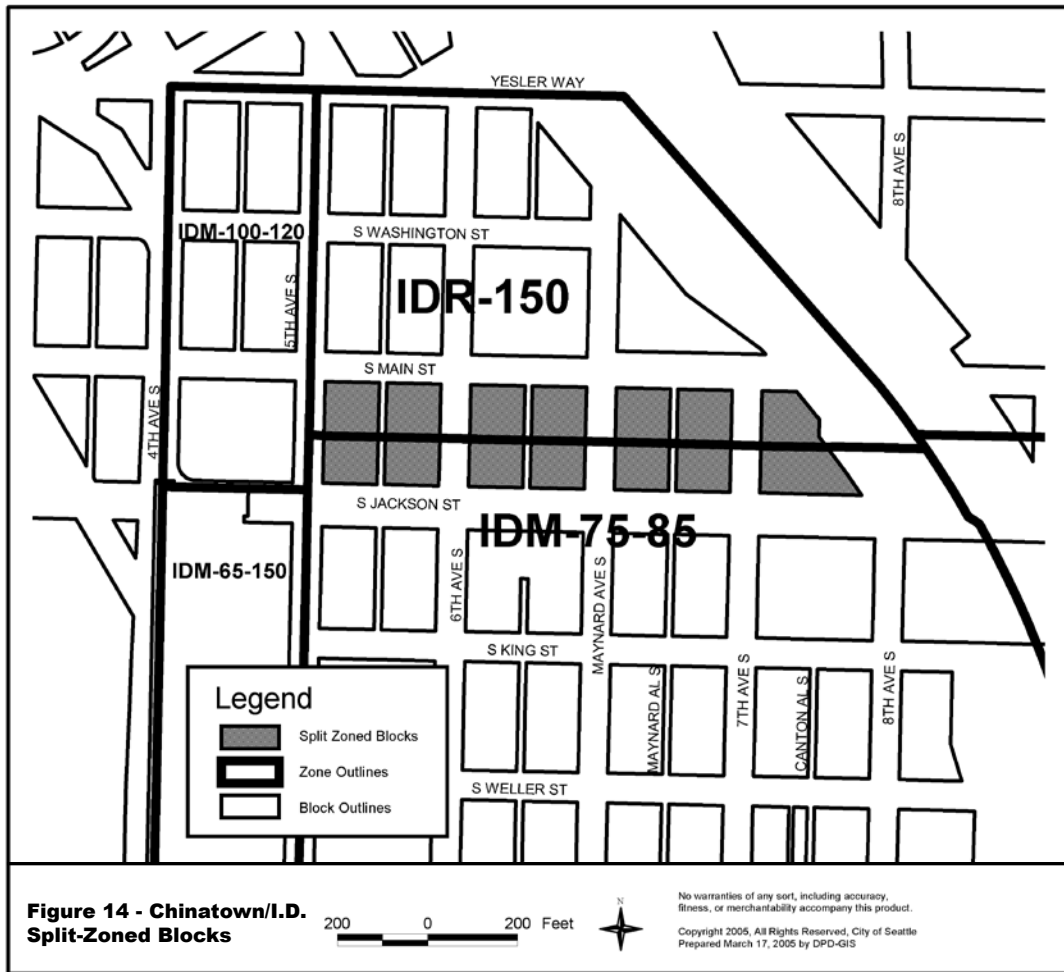 YESLER WAY
8TH AVE S
IDM-100-120
S WASHINGTON ST
5TH AVE S
IDR-150
S MAIN ST
4TH AVE S
S JACKSON ST
IDM-75-85
IDM-65-150
6TH AVE S
MAYNARD AVE S
S KING ST
MAYNARD AL S
7TH AVE S
CANTON AL S
8TH AVE S
S WELLER ST
Legend
Split Zoned Blocks
Zone Outlines
Block Outlines
Figure 14 - Chinatown/I.D.
Split-Zoned Blocks
200 0 200 Feet
N
No warranties of any sort, including accuracy,
fitness, or merchantability accompany this product.
Copyright 2005, All Rights Reserved, City of Seattle
Prepared March 17, 2005 by DPD-GIS